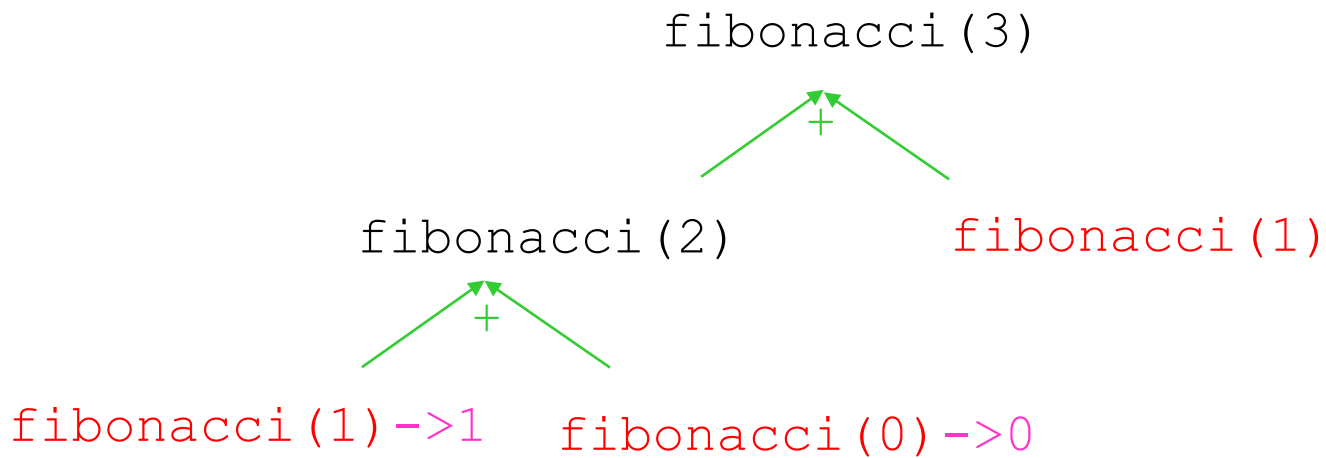 fibonacci(3)
+
fibonacci(2)
fibonacci(1)
+
fibonacci(1)->1
fibonacci(0)->0